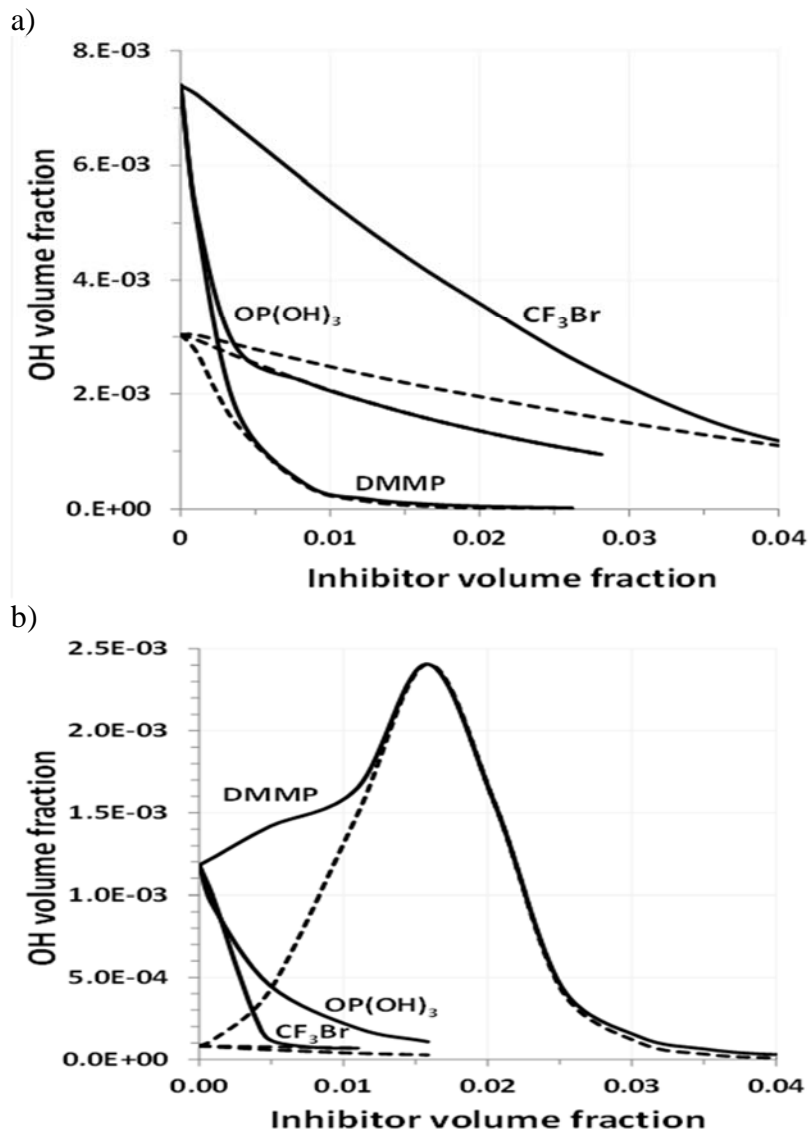 a)
8.E-03
6.E-03
4.E-03
2.E-03
0.E+00
OH volume fraction
OP(OH)₃
CF₃Br
DMMP
0
0.01
0.02
0.03
0.04
Inhibitor volume fraction
b)
2.5E-03
2.0E-03
1.5E-03
1.0E-03
5.0E-04
0.0E+00
OH volume fraction
DMMP
OP(OH)₃
CF₃Br
0.00
0.01
0.02
0.03
0.04
Inhibitor volume fraction